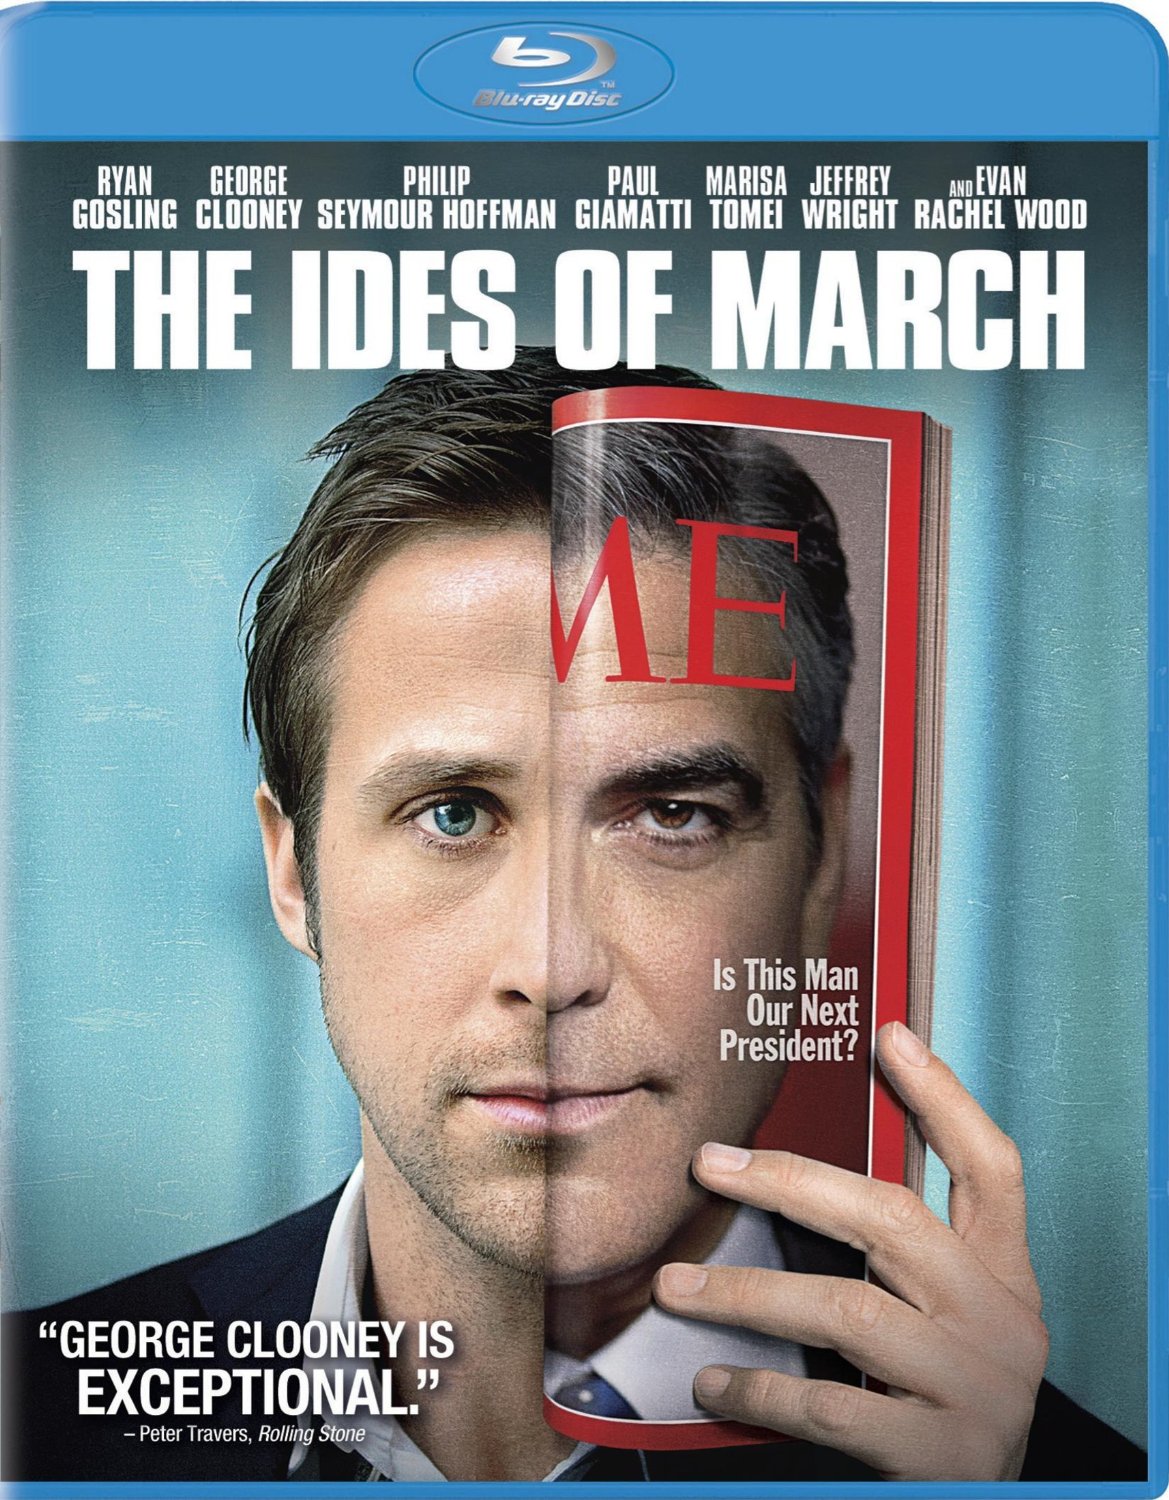 Blu-ray Disc
TM
RYAN GEORGE PHILIP PAUL MARISA JEFFREY AND EVAN
GOSLING CLOONEY SEYMOUR HOFFMAN GIAMATTI TOMEI WRIGHT RACHEL WOOD
THE IDES OF MARCH
ME
Is This Man
Our Next
President?
“GEORGE CLOONEY IS
EXCEPTIONAL.”
– Peter Travers, Rolling Stone